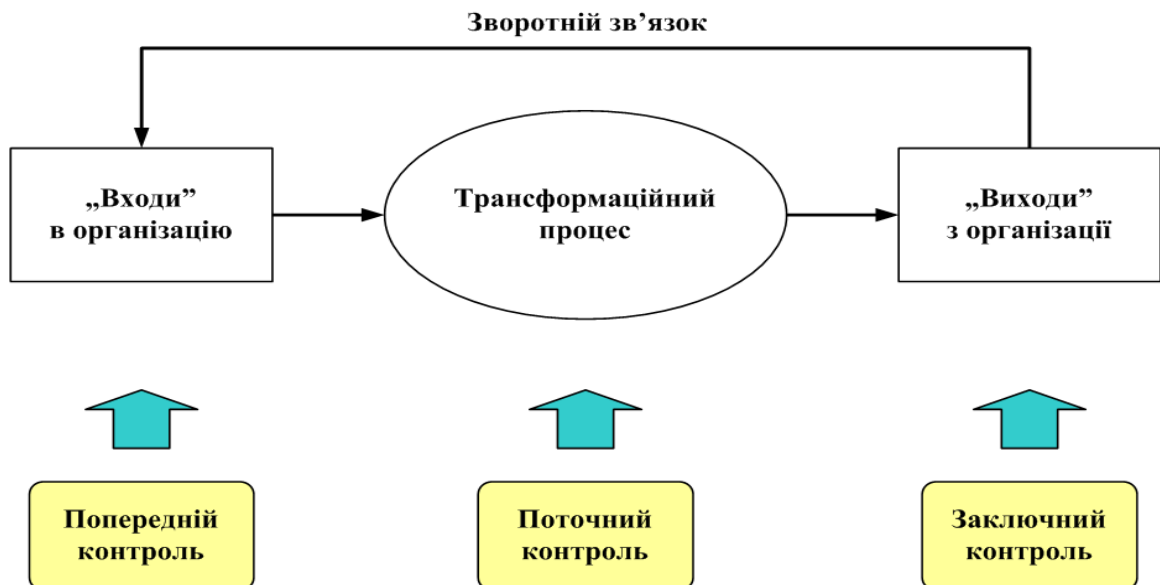 Зворотній зв’язок
„Входи”
в організацію
Трансформаційний
процес
„Виходи”
з організації
Попередній
контроль
Поточний
контроль
Заключний
контроль